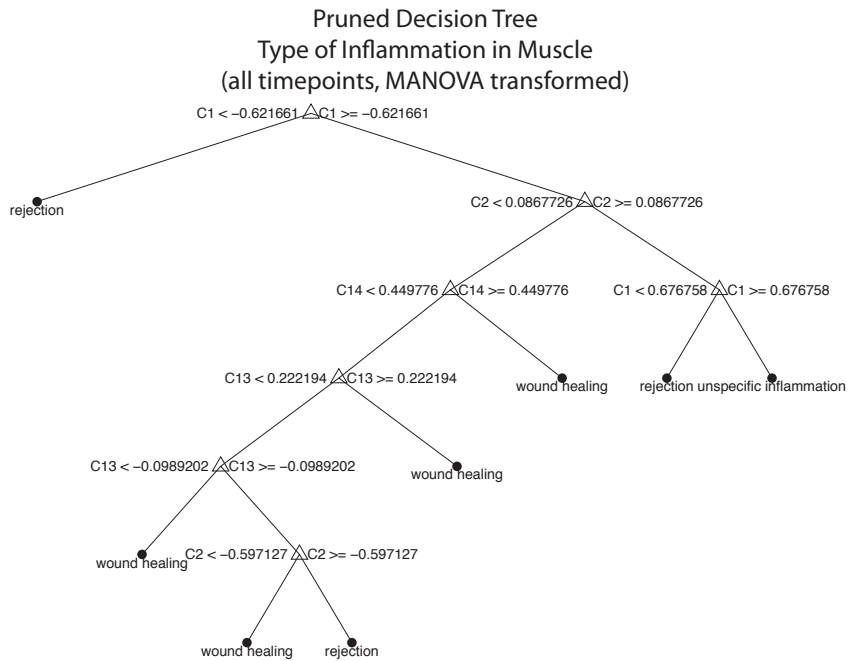 Pruned Decision Tree
Type of Inflammation in Muscle
(all timepoints, MANOVA transformed)
C1 < −0.621661 C1 >= −0.621661
rejection
C2 < 0.0867726 C2 >= 0.0867726
C14 < 0.449776 C14 >= 0.449776
C1 < 0.676758 C1 >= 0.676758
C13 < 0.222194 C13 >= 0.222194
wound healing
rejection unspecific inflammation
C13 < −0.0989202 C13 >= −0.0989202
wound healing
wound healing
C2 < −0.597127 C2 >= −0.597127
wound healing
rejection